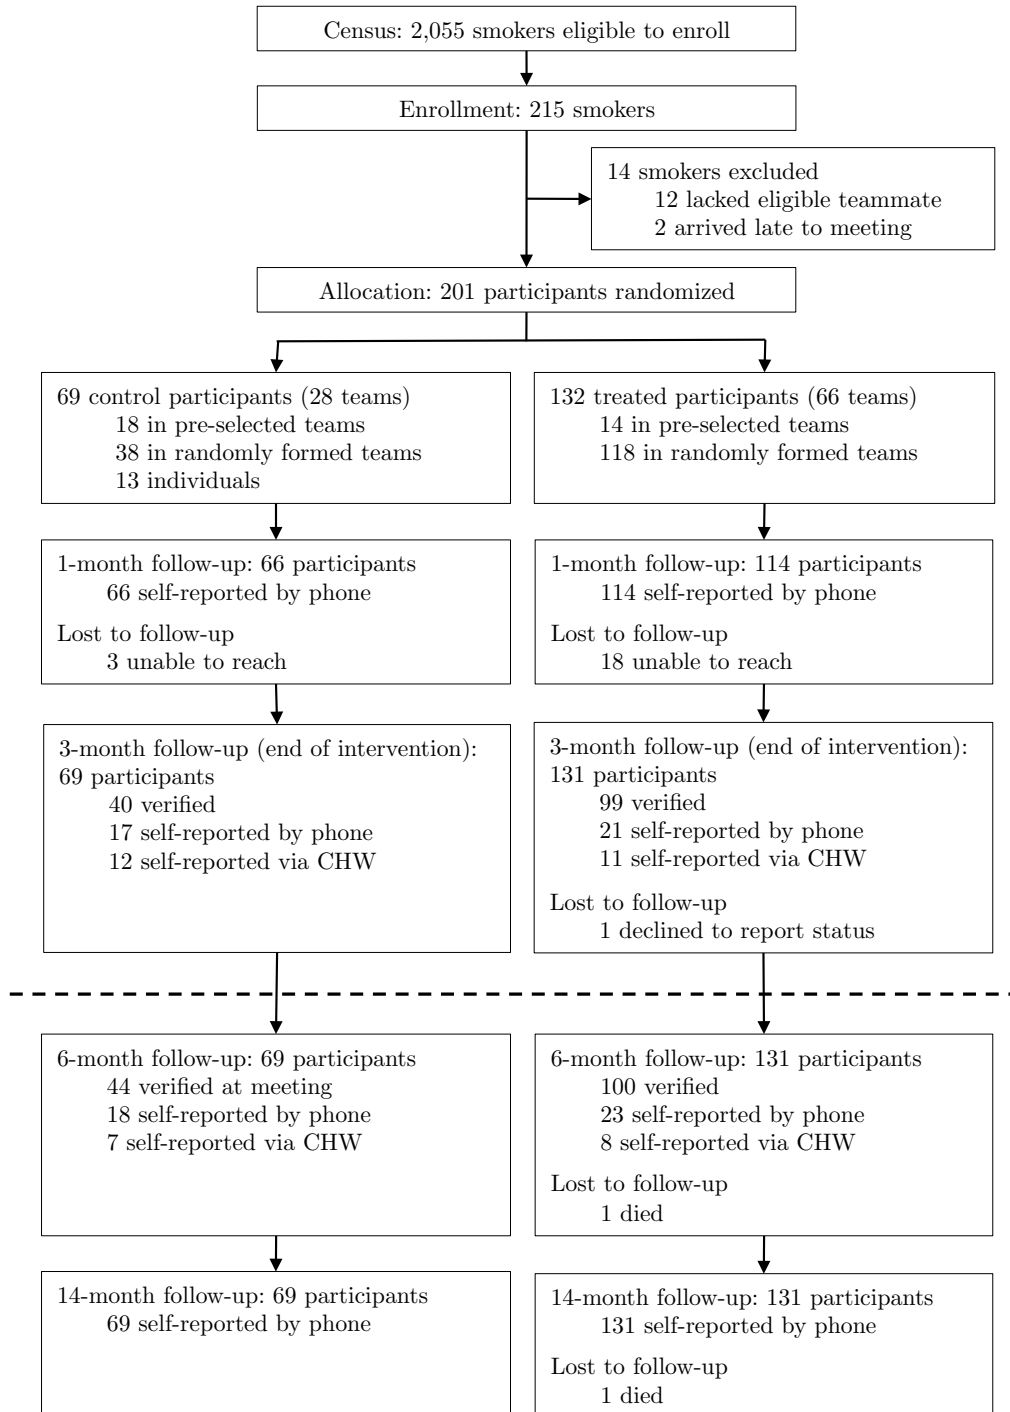 Census: 2,055 smokers eligible to enroll
Enrollment: 215 smokers
14 smokers excluded
12 lacked eligible teammate
2 arrived late to meeting
Allocation: 201 participants randomized
69 control participants (28 teams)
18 in pre-selected teams
38 in randomly formed teams
13 individuals
132 treated participants (66 teams)
14 in pre-selected teams
118 in randomly formed teams
1-month follow-up: 66 participants
66 self-reported by phone
Lost to follow-up
3 unable to reach
1-month follow-up: 114 participants
114 self-reported by phone
Lost to follow-up
18 unable to reach
3-month follow-up (end of intervention):
69 participants
40 verified
17 self-reported by phone
12 self-reported via CHW
3-month follow-up (end of intervention):
131 participants
99 verified
21 self-reported by phone
11 self-reported via CHW
Lost to follow-up
1 declined to report status
6-month follow-up: 69 participants
44 verified at meeting
18 self-reported by phone
7 self-reported via CHW
6-month follow-up: 131 participants
100 verified
23 self-reported by phone
8 self-reported via CHW
Lost to follow-up
1 died
14-month follow-up: 69 participants
69 self-reported by phone
14-month follow-up: 131 participants
131 self-reported by phone
Lost to follow-up
1 died